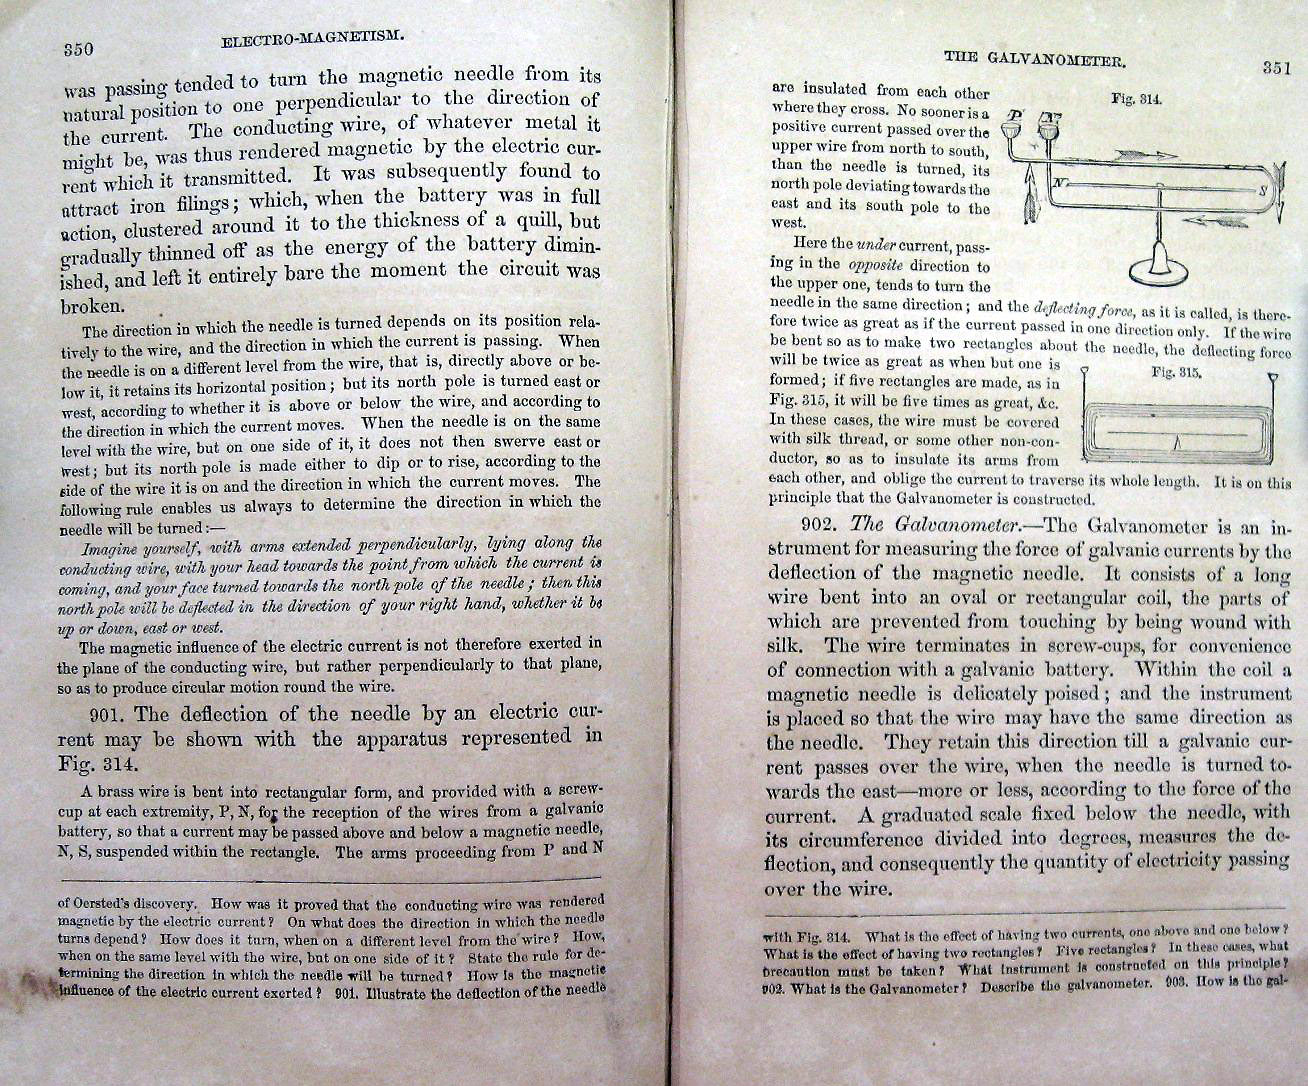 350
ELECTRO-MAGNETISM.
was passing tended to turn the magnetic needle from its
natural position to one perpendicular to the direction of
the current. The conducting wire, of whatever metal it
might be, was thus rendered magnetic by the electric cur-
rent which it transmitted. It was subsequently found to
attract iron filings; which, when the battery was in full
action, clustered around it to the thickness of a quill, but
gradually thinned off as the energy of the battery dimin-
ished, and left it entirely bare the moment the circuit was
broken.
The direction in which the needle is turned depends on its position rela-
tively to the wire, and the direction in which the current is passing. When
the needle is on a different level from the wire, that is, directly above or be-
low it, it retains its horizontal position; but its north pole is turned east or
west, according to whether it is above or below the wire, and according to
the direction in which the current moves. When the needle is on the same
level with the wire, but on one side of it, it does not then swerve east or
west; but its north pole is made either to dip or to rise, according to the
side of the wire it is on and the direction in which the current moves. The
following rule enables us always to determine the direction in which the
needle will be turned:—
Imagine yourself, with arms extended perpendicularly, lying along the
conducting wire, with your head towards the point from which the current is
coming, and your face turned towards the north pole of the needle; then this
north pole will be deflected in the direction of your right hand, whether it be
up or down, east or west.
The magnetic influence of the electric current is not therefore exerted in
the plane of the conducting wire, but rather perpendicularly to that plane,
so as to produce circular motion round the wire.
901. The deflection of the needle by an electric cur-
rent may be shown with the apparatus represented in
Fig. 314.
A brass wire is bent into rectangular form, and provided with a screw-
cup at each extremity, P, N, for the reception of the wires from a galvanic
battery, so that a current may be passed above and below a magnetic needle,
N, S, suspended within the rectangle. The arms proceeding from P and N
of Oersted's discovery. How was it proved that the conducting wire was rendered
magnetic by the electric current? On what does the direction in which the needle
turns depend? How does it turn, when on a different level from the wire? How,
when on the same level with the wire, but on one side of it? State the rule for de-
termining the direction in which the needle will be turned? How is the magnetic
influence of the electric current exerted? 901. Illustrate the deflection of the needle
THE GALVANOMETER.
351
are insulated from each other
where they cross. No sooner is a
positive current passed over the
upper wire from north to south,
than the needle is turned, its
north pole deviating towards the
east and its south pole to the
west.
Fig. 314.
P N
N S
Here the under current, pass-
ing in the opposite direction to
the upper one, tends to turn the
needle in the same direction; and the deflecting force, as it is called, is there-
fore twice as great as if the current passed in one direction only. If the wire
be bent so as to make two rectangles about the needle, the deflecting force
will be twice as great as when but one is
formed; if five rectangles are made, as in
Fig. 315, it will be five times as great, &c.
In these cases, the wire must be covered
with silk thread, or some other non-con-
ductor, so as to insulate its arms from
Fig. 315.
each other, and oblige the current to traverse its whole length. It is on this
principle that the Galvanometer is constructed.
902. The Galvanometer.—The Galvanometer is an in-
strument for measuring the force of galvanic currents by the
deflection of the magnetic needle. It consists of a long
wire bent into an oval or rectangular coil, the parts of
which are prevented from touching by being wound with
silk. The wire terminates in screw-cups, for convenience
of connection with a galvanic battery. Within the coil a
magnetic needle is delicately poised; and the instrument
is placed so that the wire may have the same direction as
the needle. They retain this direction till a galvanic cur-
rent passes over the wire, when the needle is turned to-
wards the east—more or less, according to the force of the
current. A graduated scale fixed below the needle, with
its circumference divided into degrees, measures the de-
flection, and consequently the quantity of electricity passing
over the wire.
with Fig. 314. What is the effect of having two currents, one above and one below?
What is the effect of having two rectangles? Five rectangles? In these cases, what
precaution must be taken? What instrument is constructed on this principle?
902. What is the Galvanometer? Describe the galvanometer. 903. How is the gal-